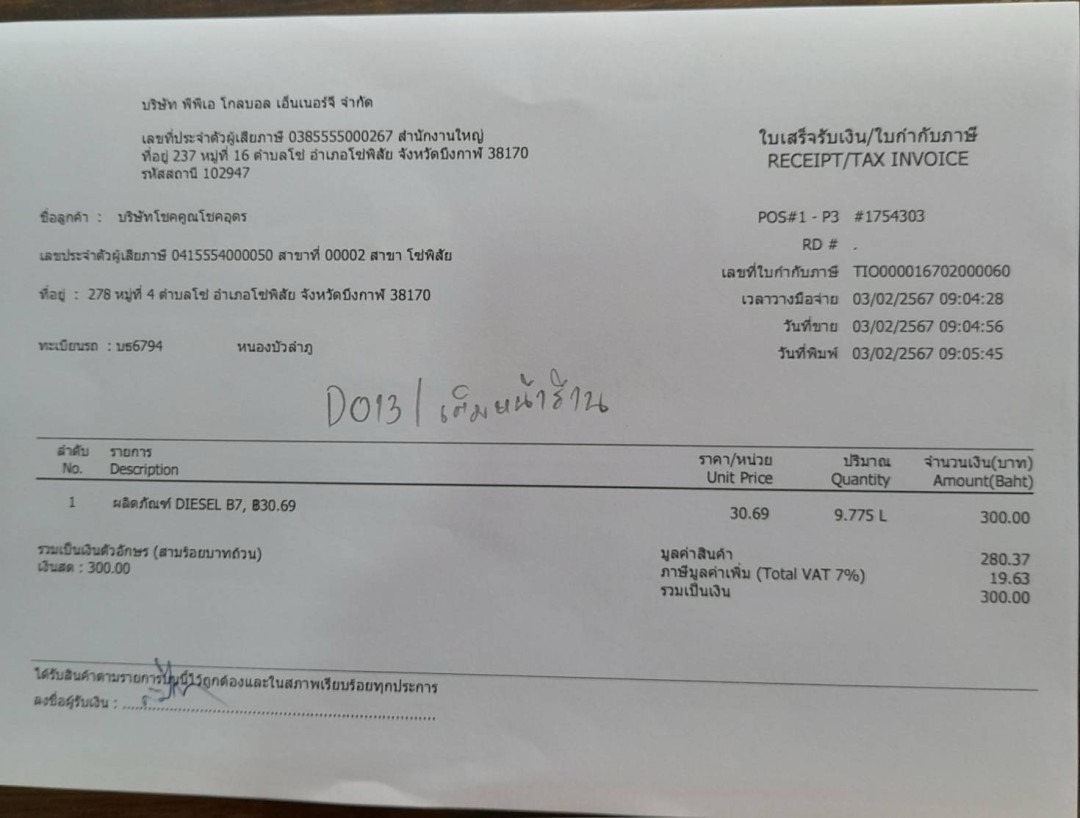 บริษัท พีพีเอ โกลบอล เอ็นเนอร์จี จำกัด
เลขที่ประจำตัวผู้เสียภาษี 0385555000267 สำนักงานใหญ่
ที่อยู่ 237 หมู่ที่ 16 ตำบลโซ่ อำเภอโซ่พิสัย จังหวัดบึงกาฬ 38170
รหัสสถานี 102947
ใบเสร็จรับเงิน/ใบกำกับภาษี
RECEIPT/TAX INVOICE
ชื่อลูกค้า : บริษัทโชคคูณโชคอุดร
เลขประจำตัวผู้เสียภาษี 0415554000050 สาขาที่ 00002 สาขา โซ่พิสัย
ที่อยู่ : 278 หมู่ที่ 4 ตำบลโซ่ อำเภอโซ่พิสัย จังหวัดบึงกาฬ 38170
ทะเบียนรถ : บธ6794 หนองบัวลำภู
POS#1 - P3 #1754303
RD # .
เลขที่ใบกำกับภาษี TIO000016702000060
เวลาวางมือจ่าย 03/02/2567 09:04:28
วันที่ขาย 03/02/2567 09:04:56
วันที่พิมพ์ 03/02/2567 09:05:45
D013 / เติมหน้าร้าน
ลำดับ รายการ ราคา/หน่วย ปริมาณ จำนวนเงิน(บาท)
No. Description Unit Price Quantity Amount(Baht)
1 ผลิตภัณฑ์ DIESEL B7, ฿30.69 30.69 9.775 L 300.00
รวมเป็นเงินตัวอักษร (สามร้อยบาทถ้วน)
เงินสด : 300.00
มูลค่าสินค้า 280.37
ภาษีมูลค่าเพิ่ม (Total VAT 7%) 19.63
รวมเป็นเงิน 300.00
ได้รับสินค้าตามรายการบนนี้ไว้ถูกต้องและในสภาพเรียบร้อยทุกประการ
ลงชื่อผู้รับเงิน :